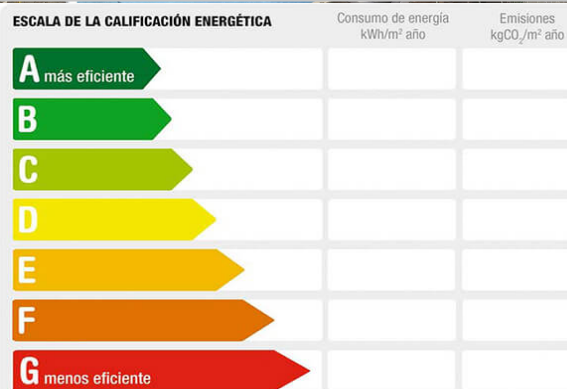 ESCALA DE LA CALIFICACIÓN ENERGÉTICA
Consumo de energía
kWh/m² año
Emisiones
kgCO₂/m² año
A más eficiente
B
C
D
E
F
G menos eficiente